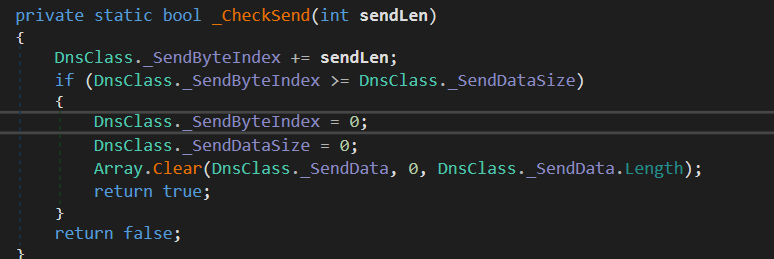 private static bool _CheckSend(int sendLen)
{
DnsClass._SendByteIndex += sendLen;
if (DnsClass._SendByteIndex >= DnsClass._SendDataSize)
{
DnsClass._SendByteIndex = 0;
DnsClass._SendDataSize = 0;
Array.Clear(DnsClass._SendData, 0, DnsClass._SendData.Length);
return true;
}
return false;
}